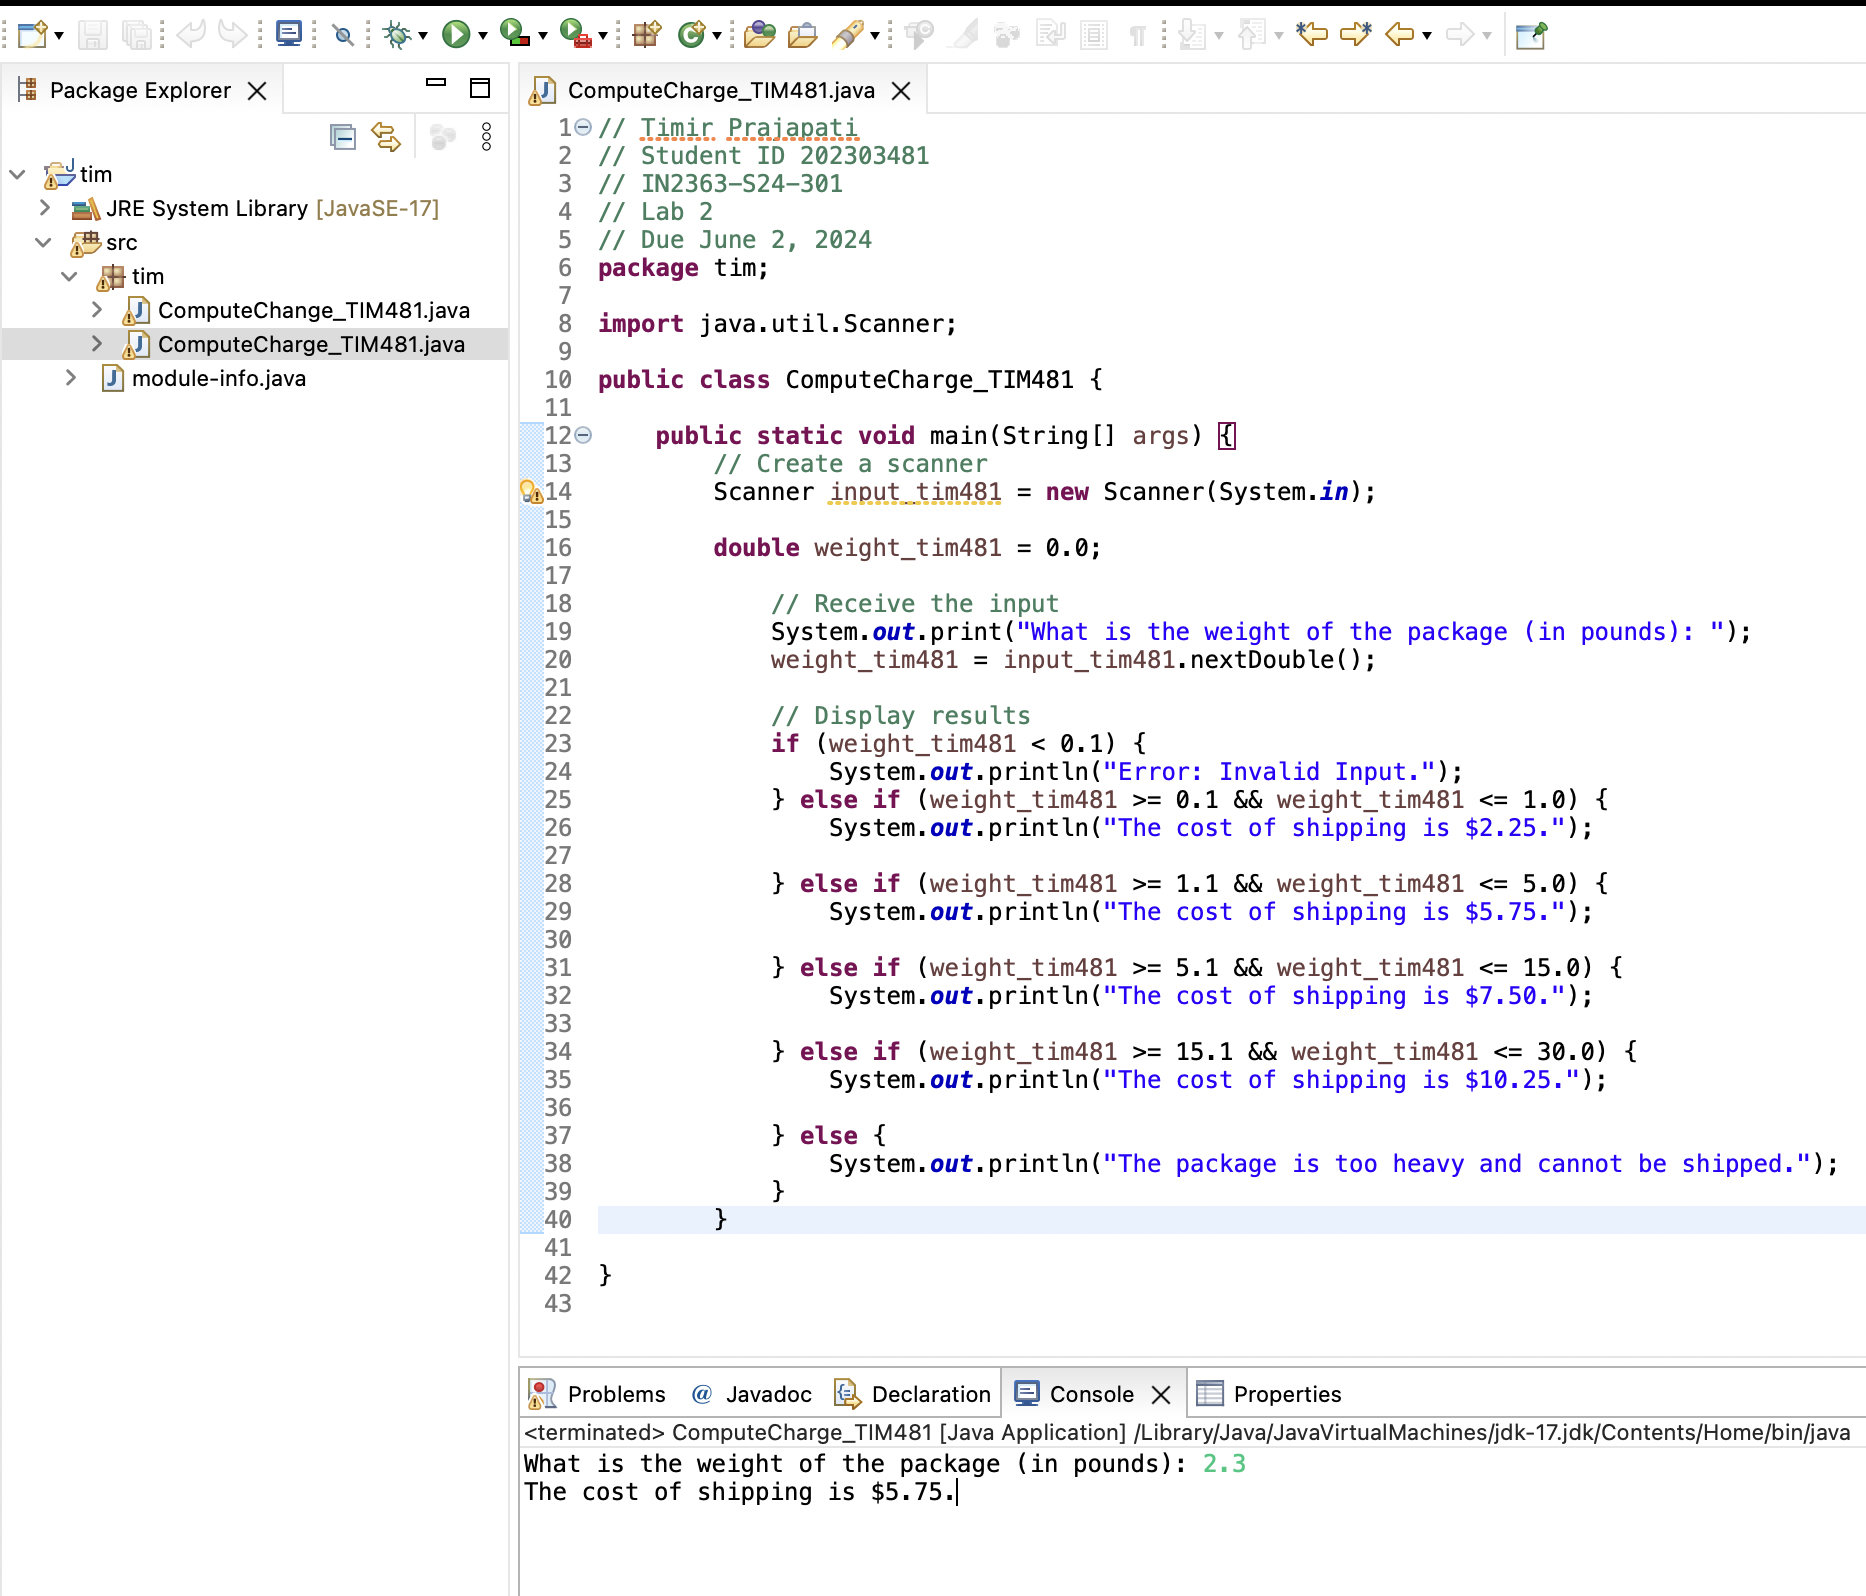 Package Explorer
tim
JRE System Library [JavaSE-17]
src
tim
ComputeChange_TIM481.java
ComputeCharge_TIM481.java
module-info.java
ComputeCharge_TIM481.java
1 // Timir Prajapati
2 // Student ID 202303481
3 // IN2363-S24-301
4 // Lab 2
5 // Due June 2, 2024
6 package tim;
7
8 import java.util.Scanner;
9
10 public class ComputeCharge_TIM481 {
11
12     public static void main(String[] args) {
13         // Create a scanner
14         Scanner input_tim481 = new Scanner(System.in);
15
16         double weight_tim481 = 0.0;
17
18             // Receive the input
19             System.out.print("What is the weight of the package (in pounds): ");
20             weight_tim481 = input_tim481.nextDouble();
21
22             // Display results
23             if (weight_tim481 < 0.1) {
24                 System.out.println("Error: Invalid Input.");
25             } else if (weight_tim481 >= 0.1 && weight_tim481 <= 1.0) {
26                 System.out.println("The cost of shipping is $2.25.");
27
28             } else if (weight_tim481 >= 1.1 && weight_tim481 <= 5.0) {
29                 System.out.println("The cost of shipping is $5.75.");
30
31             } else if (weight_tim481 >= 5.1 && weight_tim481 <= 15.0) {
32                 System.out.println("The cost of shipping is $7.50.");
33
34             } else if (weight_tim481 >= 15.1 && weight_tim481 <= 30.0) {
35                 System.out.println("The cost of shipping is $10.25.");
36
37             } else {
38                 System.out.println("The package is too heavy and cannot be shipped.");
39             }
40         }
41
42 }
43
Problems @ Javadoc Declaration Console Properties
<terminated> ComputeCharge_TIM481 [Java Application] /Library/Java/JavaVirtualMachines/jdk-17.jdk/Contents/Home/bin/java
What is the weight of the package (in pounds): 2.3
The cost of shipping is $5.75.